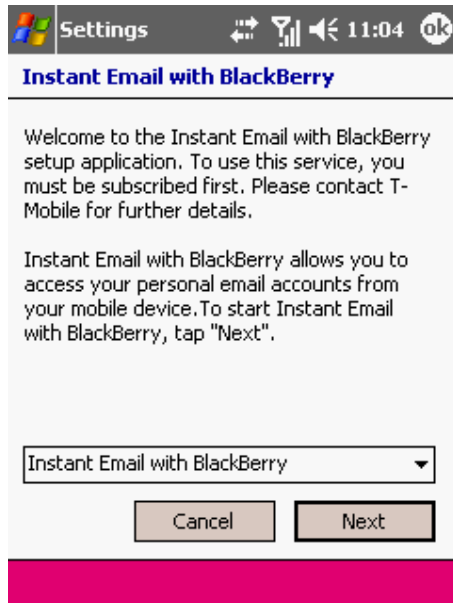 Settings 11:04 ok
Instant Email with BlackBerry
Welcome to the Instant Email with BlackBerry
setup application. To use this service, you
must be subscribed first. Please contact T-
Mobile for further details.
Instant Email with BlackBerry allows you to
access your personal email accounts from
your mobile device.To start Instant Email
with BlackBerry, tap "Next".
Instant Email with BlackBerry
Cancel Next